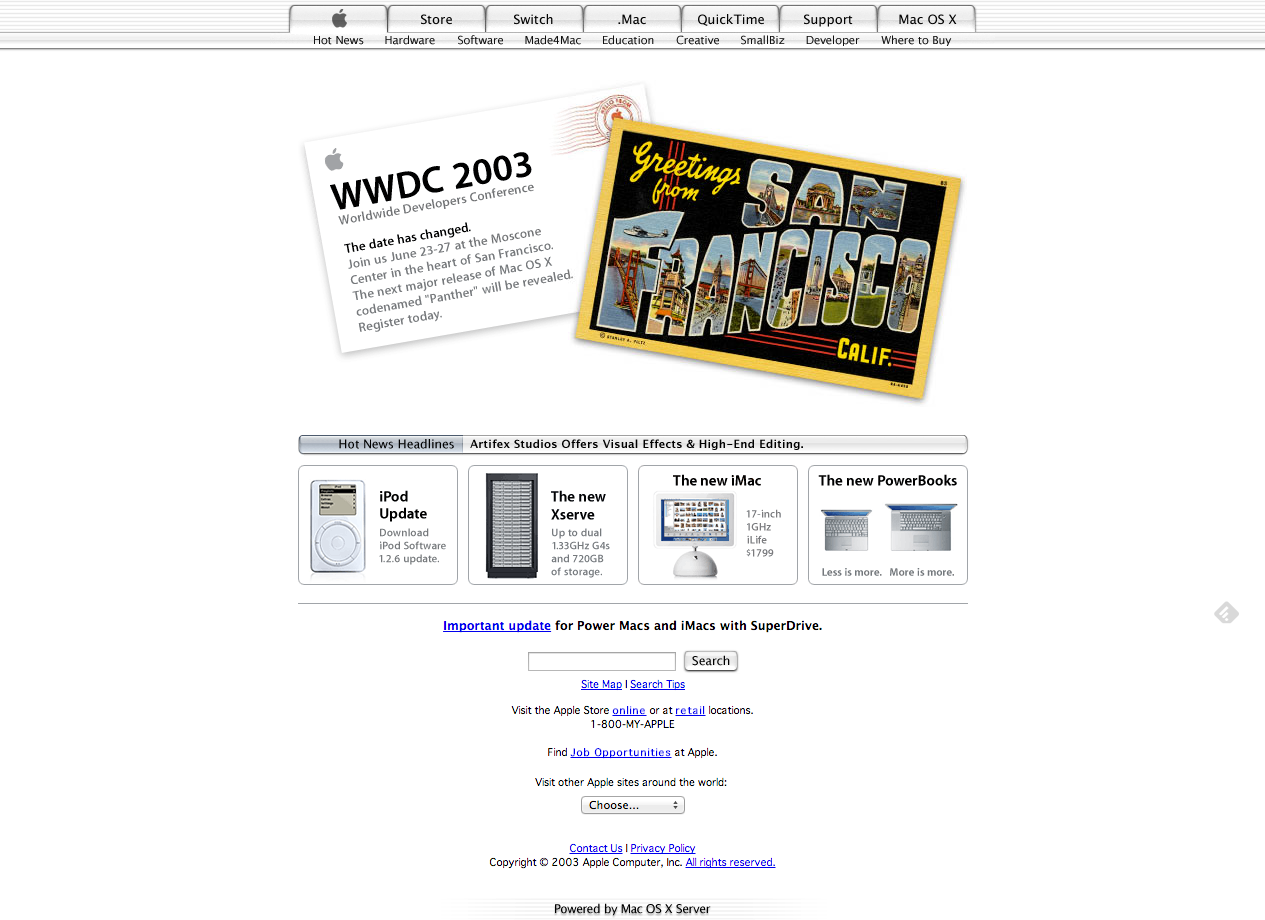 Store Switch .Mac QuickTime Support Mac OS X
Hot News Hardware Software Made4Mac Education Creative SmallBiz Developer Where to Buy
HELLO FROM
WWDC 2003
Worldwide Developers Conference
The date has changed.
Join us June 23-27 at the Moscone
Center in the heart of San Francisco.
The next major release of Mac OS X
codenamed "Panther" will be revealed.
Register today.
Greetings
from
SAN
FRANCISCO
CALIF.
© STANLEY A. PILTZ
Hot News Headlines Artifex Studios Offers Visual Effects & High-End Editing.
iPod
Update
Download
iPod Software
1.2.6 update.
The new
Xserve
Up to dual
1.33GHz G4s
and 720GB
of storage.
The new iMac
17-inch
1GHz
iLife
$1799
The new PowerBooks
Less is more. More is more.
Important update for Power Macs and iMacs with SuperDrive.
Search
Site Map | Search Tips
Visit the Apple Store online or at retail locations.
1-800-MY-APPLE
Find Job Opportunities at Apple.
Visit other Apple sites around the world:
Choose...
Contact Us | Privacy Policy
Copyright © 2003 Apple Computer, Inc. All rights reserved.
Powered by Mac OS X Server